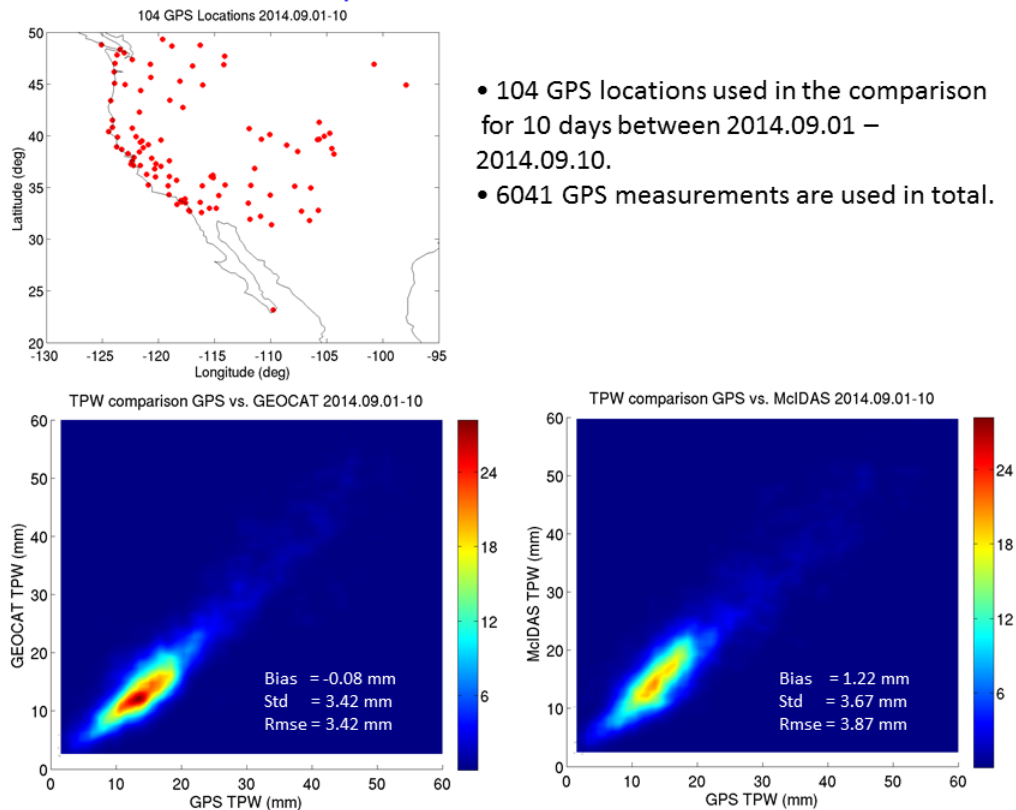 104 GPS Locations 2014.09.01-10
50
45
40
35
30
25
20
Latitude (deg)
-130 -125 -120 -115 -110 -105 -100 -95
Longitude (deg)
• 104 GPS locations used in the comparison
for 10 days between 2014.09.01 –
2014.09.10.
• 6041 GPS measurements are used in total.
TPW comparison GPS vs. GEOCAT 2014.09.01-10
60
50
40
30
20
10
0
GEOCAT TPW (mm)
Bias = -0.08 mm
Std = 3.42 mm
Rmse = 3.42 mm
0 10 20 30 40 50 60
GPS TPW (mm)
24
18
12
6
TPW comparison GPS vs. McIDAS 2014.09.01-10
60
50
40
30
20
10
0
McIDAS TPW (mm)
Bias = 1.22 mm
Std = 3.67 mm
Rmse = 3.87 mm
0 10 20 30 40 50 60
GPS TPW (mm)
24
18
12
6